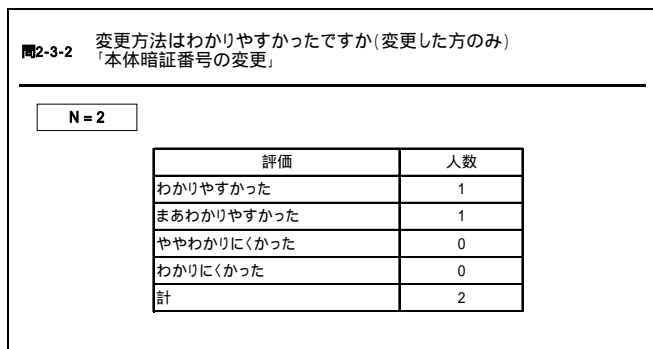 問2-3-2 変更方法はわかりやすかったですか(変更した方のみ)
「本体暗証番号の変更」
N = 2
評価 人数
わかりやすかった 1
まあわかりやすかった 1
ややわかりにくかった 0
わかりにくかった 0
計 2